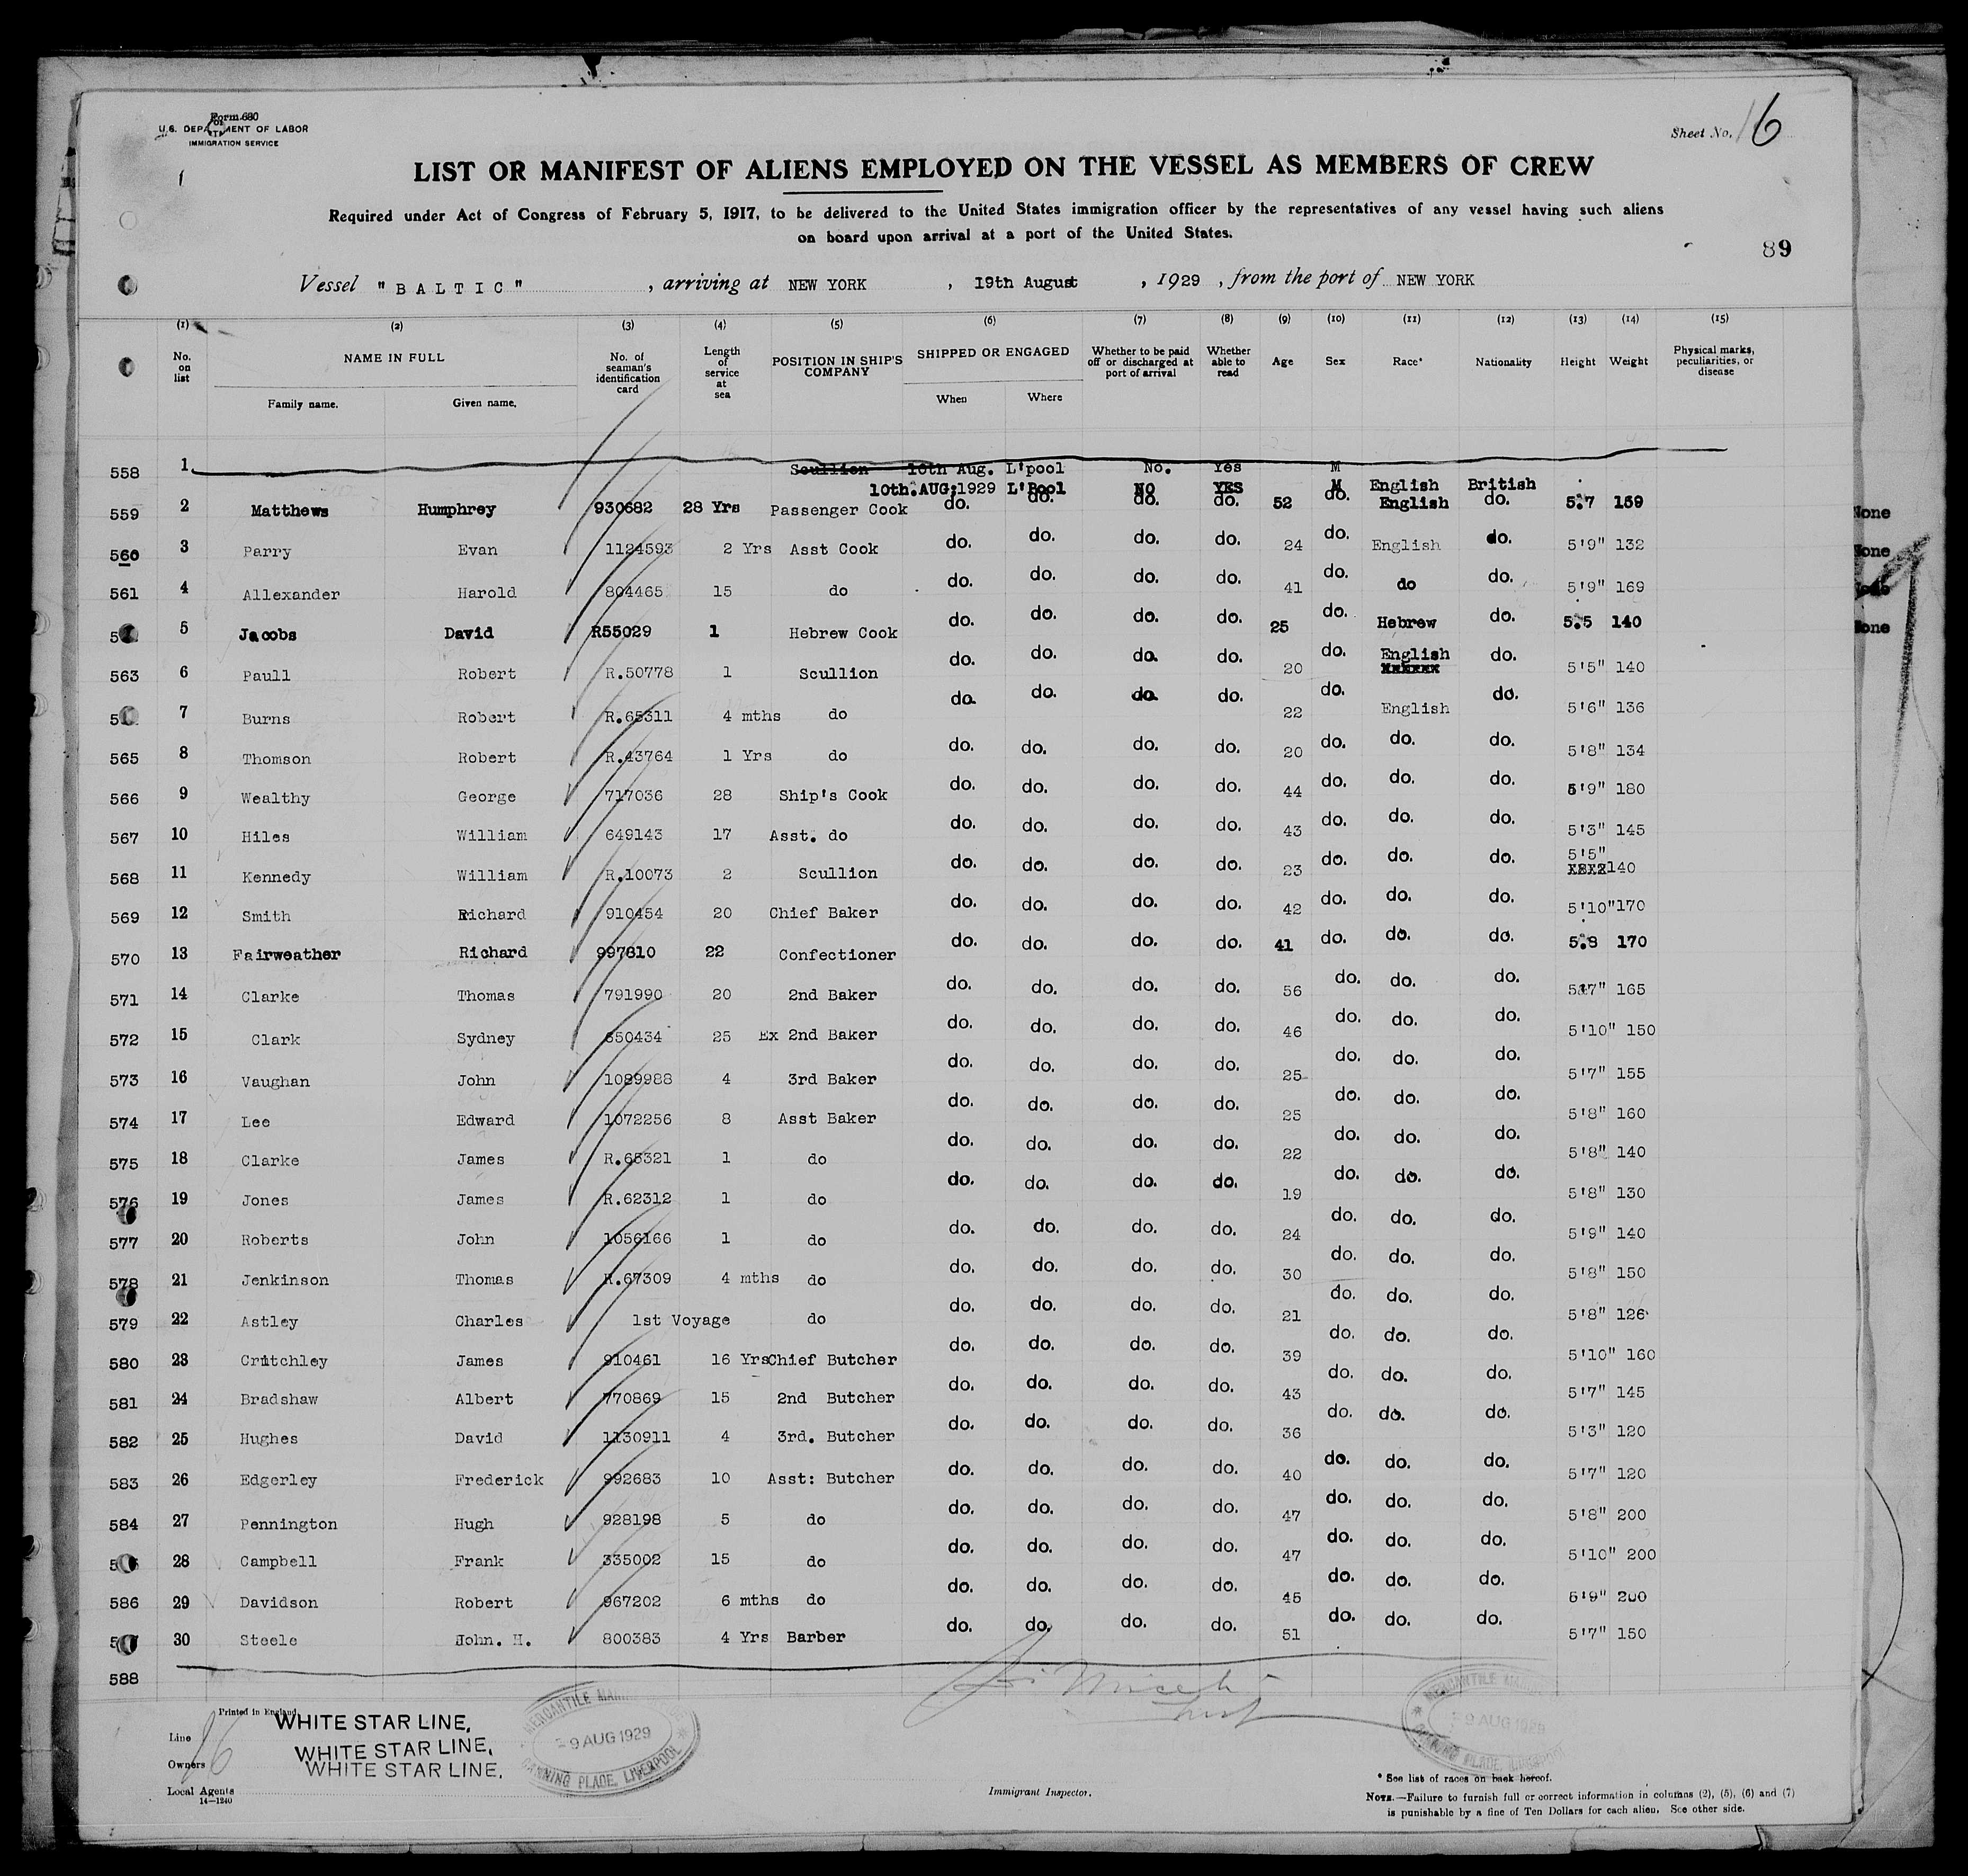 Form 680
U.S. DEPARTMENT OF LABOR
IMMIGRATION SERVICE
Sheet No. 16
1
LIST OR MANIFEST OF ALIENS EMPLOYED ON THE VESSEL AS MEMBERS OF CREW
Required under Act of Congress of February 5, 1917, to be delivered to the United States immigration officer by the representatives of any vessel having such aliens
on board upon arrival at a port of the United States.
89
Vessel "BALTIC", arriving at NEW YORK, 19th August, 1929, from the port of NEW YORK
(1) (2) (3) (4) (5) (6) (7) (8) (9) (10) (11) (12) (13) (14) (15)
No. on list NAME IN FULL Family name. Given name. No. of seaman's identification card Length of service at sea POSITION IN SHIP'S COMPANY SHIPPED OR ENGAGED When Where Whether to be paid off or discharged at port of arrival Whether able to read Age Sex Race* Nationality Height Weight Physical marks, peculiarities, or disease
558 1 Scullion 10th Aug. L'pool No. Yes M
10th.AUG;1929 L'Pool NO YES M English British
559 2 Matthews Humphrey 930682 28 Yrs Passenger Cook do. do. do. do. 52 do. English do. 5.7 159 None
560 3 Parry Evan 1124593 2 Yrs Asst Cook do. do. do. do. 24 do. English do. 5'9" 132 None
561 4 Allexander Harold 804465 15 do do. do. do. do. 41 do. do do. 5'9" 169
5 Jacobs David R55029 1 Hebrew Cook do. do. do. do. 25 do. Hebrew do. 5.5 140 None
563 6 Paull Robert R.50778 1 Scullion do. do. do. do. 20 do. English do. 5'5" 140
7 Burns Robert R.65311 4 mths do do. do. do. do. 22 do. English do. 5'6" 136
565 8 Thomson Robert R.43764 1 Yrs do do. do. do. do. 20 do. do. do. 5'8" 134
566 9 Wealthy George 717036 28 Ship's Cook do. do. do. do. 44 do. do. do. 5'9" 180
567 10 Hiles William 649143 17 Asst. do do. do. do. do. 43 do. do. do. 5'3" 145
568 11 Kennedy William R.10073 2 Scullion do. do. do. do. 23 do. do. do. 5'5" 140
569 12 Smith Richard 910454 20 Chief Baker do. do. do. do. 42 do. do. do. 5'10" 170
570 13 Fairweather Richard 997810 22 Confectioner do. do. do. do. 41 do. do. do. 5.8 170
571 14 Clarke Thomas 791990 20 2nd Baker do. do. do. do. 56 do. do. do. 5'7" 165
572 15 Clark Sydney 650434 25 Ex 2nd Baker do. do. do. do. 46 do. do. do. 5'10" 150
573 16 Vaughan John 1089988 4 3rd Baker do. do. do. do. 25 do. do. do. 5'7" 155
574 17 Lee Edward 1072256 8 Asst Baker do. do. do. do. 25 do. do. do. 5'8" 160
575 18 Clarke James R.65321 1 do do. do. do. do. 22 do. do. do. 5'8" 140
576 19 Jones James R.62312 1 do do. do. do. do. 19 do. do. do. 5'8" 130
577 20 Roberts John 1056166 1 do do. do. do. do. 24 do. do. do. 5'9" 140
578 21 Jenkinson Thomas R.67309 4 mths do do. do. do. do. 30 do. do. do. 5'8" 150
579 22 Astley Charles 1st Voyage do do. do. do. do. 21 do. do. do. 5'8" 126
580 23 Critchley James 910461 16 Yrs Chief Butcher do. do. do. do. 39 do. do. do. 5'10" 160
581 24 Bradshaw Albert 770869 15 2nd Butcher do. do. do. do. 43 do. do. do. 5'7" 145
582 25 Hughes David 1130911 4 3rd. Butcher do. do. do. do. 36 do. do. do. 5'3" 120
583 26 Edgerley Frederick 992683 10 Asst: Butcher do. do. do. do. 40 do. do. do. 5'7" 120
584 27 Pennington Hugh 928198 5 do do. do. do. do. 47 do. do. do. 5'8" 200
28 Campbell Frank 335002 15 do do. do. do. do. 47 do. do. do. 5'10" 200
586 29 Davidson Robert 967202 6 mths do do. do. do. do. 45 do. do. do. 5'9" 200
30 Steele John. H. 800383 4 Yrs Barber do. do. do. do. 51 do. do. do. 5'7" 150
588
Printed in England
Line WHITE STAR LINE,
Owners WHITE STAR LINE,
Local Agents WHITE STAR LINE,
14—1240
16
MERCANTILE MARINE
9 AUG 1929
CANNING PLACE, LIVERPOOL
Immigrant Inspector.
MERCANTILE MARINE
9 AUG 1929
CANNING PLACE, LIVERPOOL
* See list of races on back hereof.
NOTE.—Failure to furnish full or correct information in columns (2), (5), (6) and (7)
is punishable by a fine of Ten Dollars for each alien. See other side.